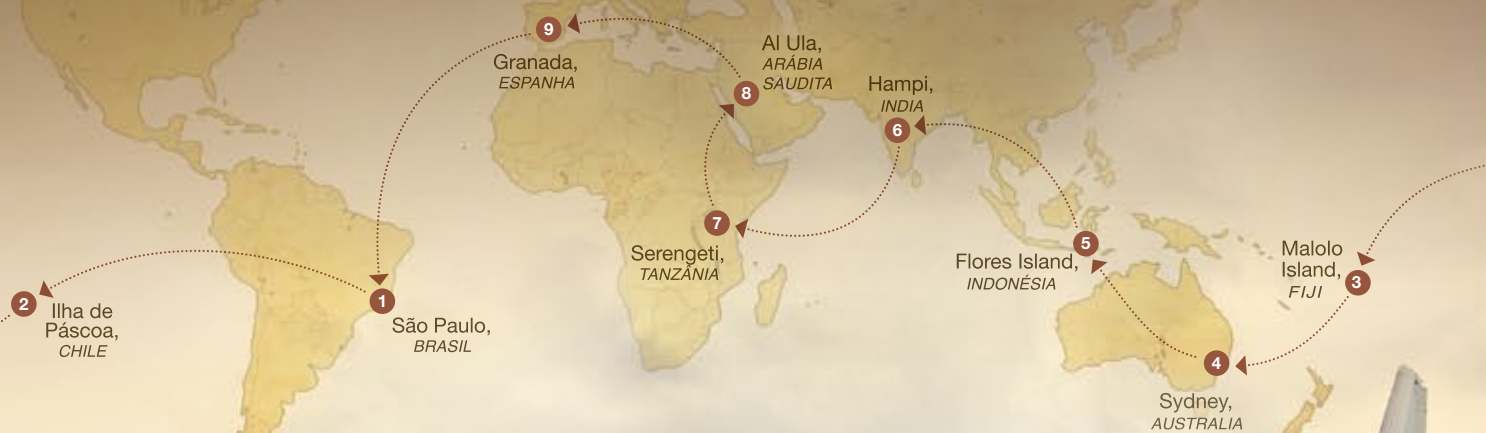 9
Granada,
ESPANHA
Al Ula,
ARÁBIA
SAUDITA
8
Hampi,
INDIA
6
7
Serengeti,
TANZÂNIA
5
Flores Island,
INDONÉSIA
Malolo
Island,
FIJI
3
2
Ilha de
Páscoa,
CHILE
1
São Paulo,
BRASIL
4
Sydney,
AUSTRALIA